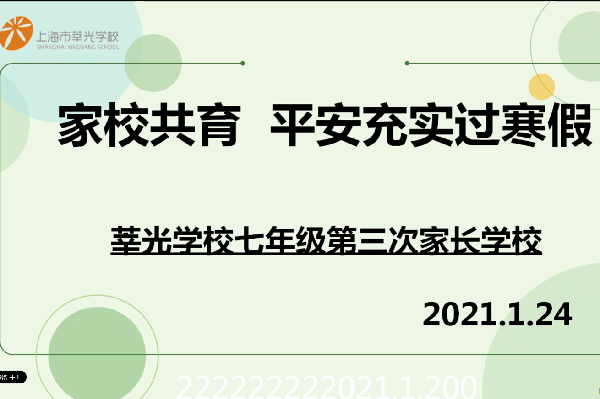 上海市莘光学校
SHANGHAI XINGUANG SCHOOL
家校共育 平安充实过寒假
莘光学校七年级第三次家长学校
2021.1.24
222222222021.1.200